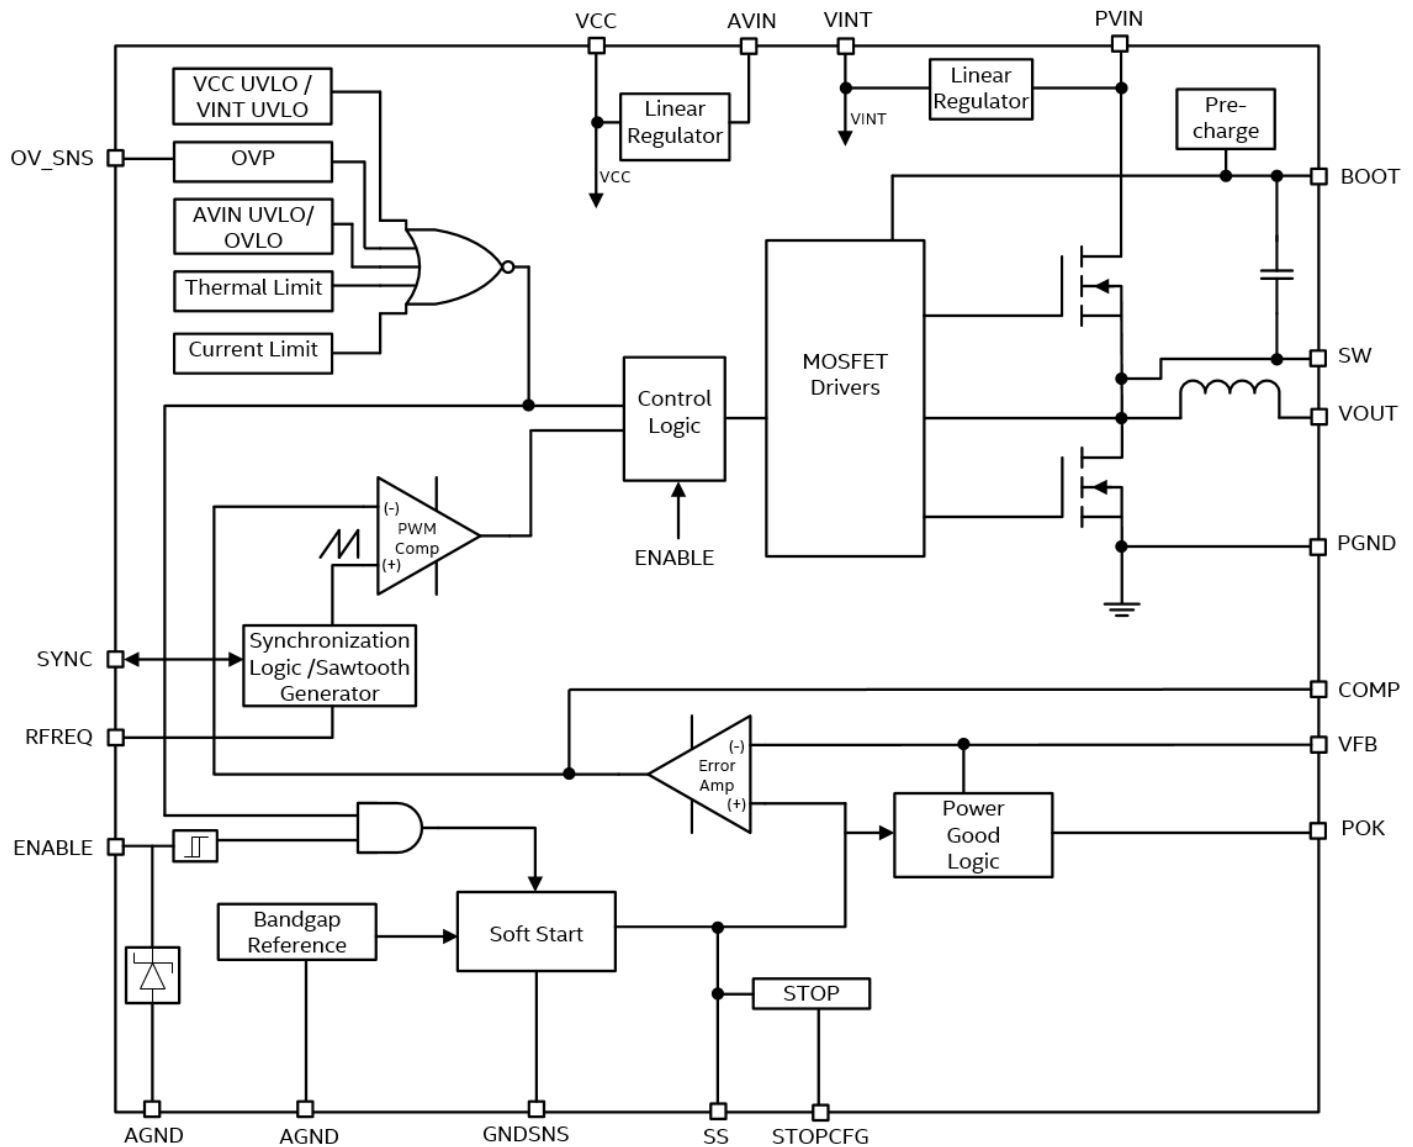 VCC
AVIN
VINT
PVIN
VCC UVLO /
VINT UVLO
Linear
Regulator
Linear
Regulator
Pre-
charge
VINT
VCC
OV_SNS
OVP
BOOT
AVIN UVLO/
OVLO
Thermal Limit
Current Limit
MOSFET
Drivers
SW
Control
Logic
VOUT
(-)
PWM
Comp
(+)
ENABLE
PGND
SYNC
Synchronization
Logic /Sawtooth
Generator
COMP
RFREQ
(-)
Error
Amp
(+)
VFB
Power
Good
Logic
POK
ENABLE
Bandgap
Reference
Soft Start
STOP
AGND
AGND
GNDSNS
SS
STOPCFG